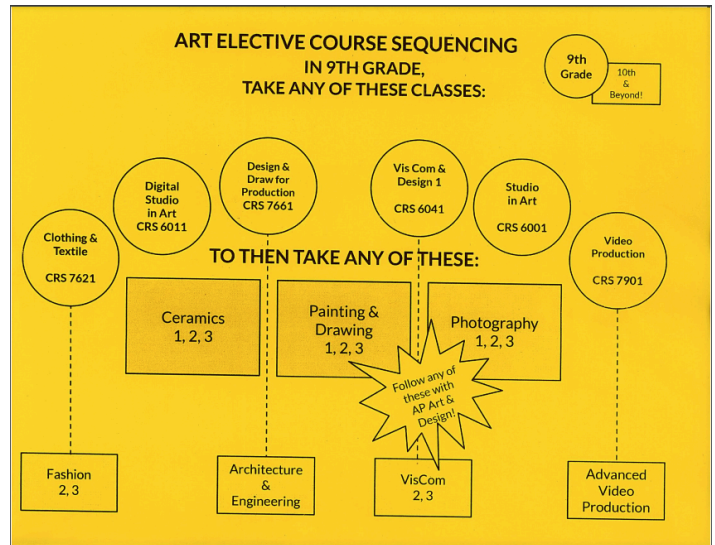 ART ELECTIVE COURSE SEQUENCING
IN 9TH GRADE,
TAKE ANY OF THESE CLASSES:
9th
Grade
10th
&
Beyond!
Clothing &
Textile
CRS 7621
Digital
Studio
in Art
CRS 6011
Design &
Draw for
Production
CRS 7661
Vis Com &
Design 1
CRS 6041
Studio
in Art
CRS 6001
Video
Production
CRS 7901
TO THEN TAKE ANY OF THESE:
Ceramics
1, 2, 3
Painting &
Drawing
1, 2, 3
Photography
1, 2, 3
Follow any of
these with
AP Art &
Design!
Fashion
2, 3
Architecture
&
Engineering
VisCom
2, 3
Advanced
Video
Production